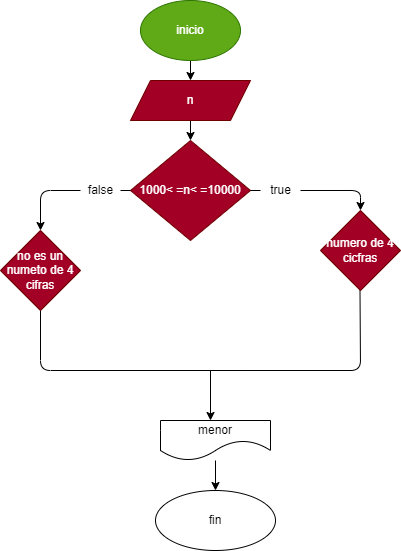 inicio
n
1000< =n< =10000
false
true
no es un
numeto de 4
cifras
numero de 4
cicfras
menor
fin